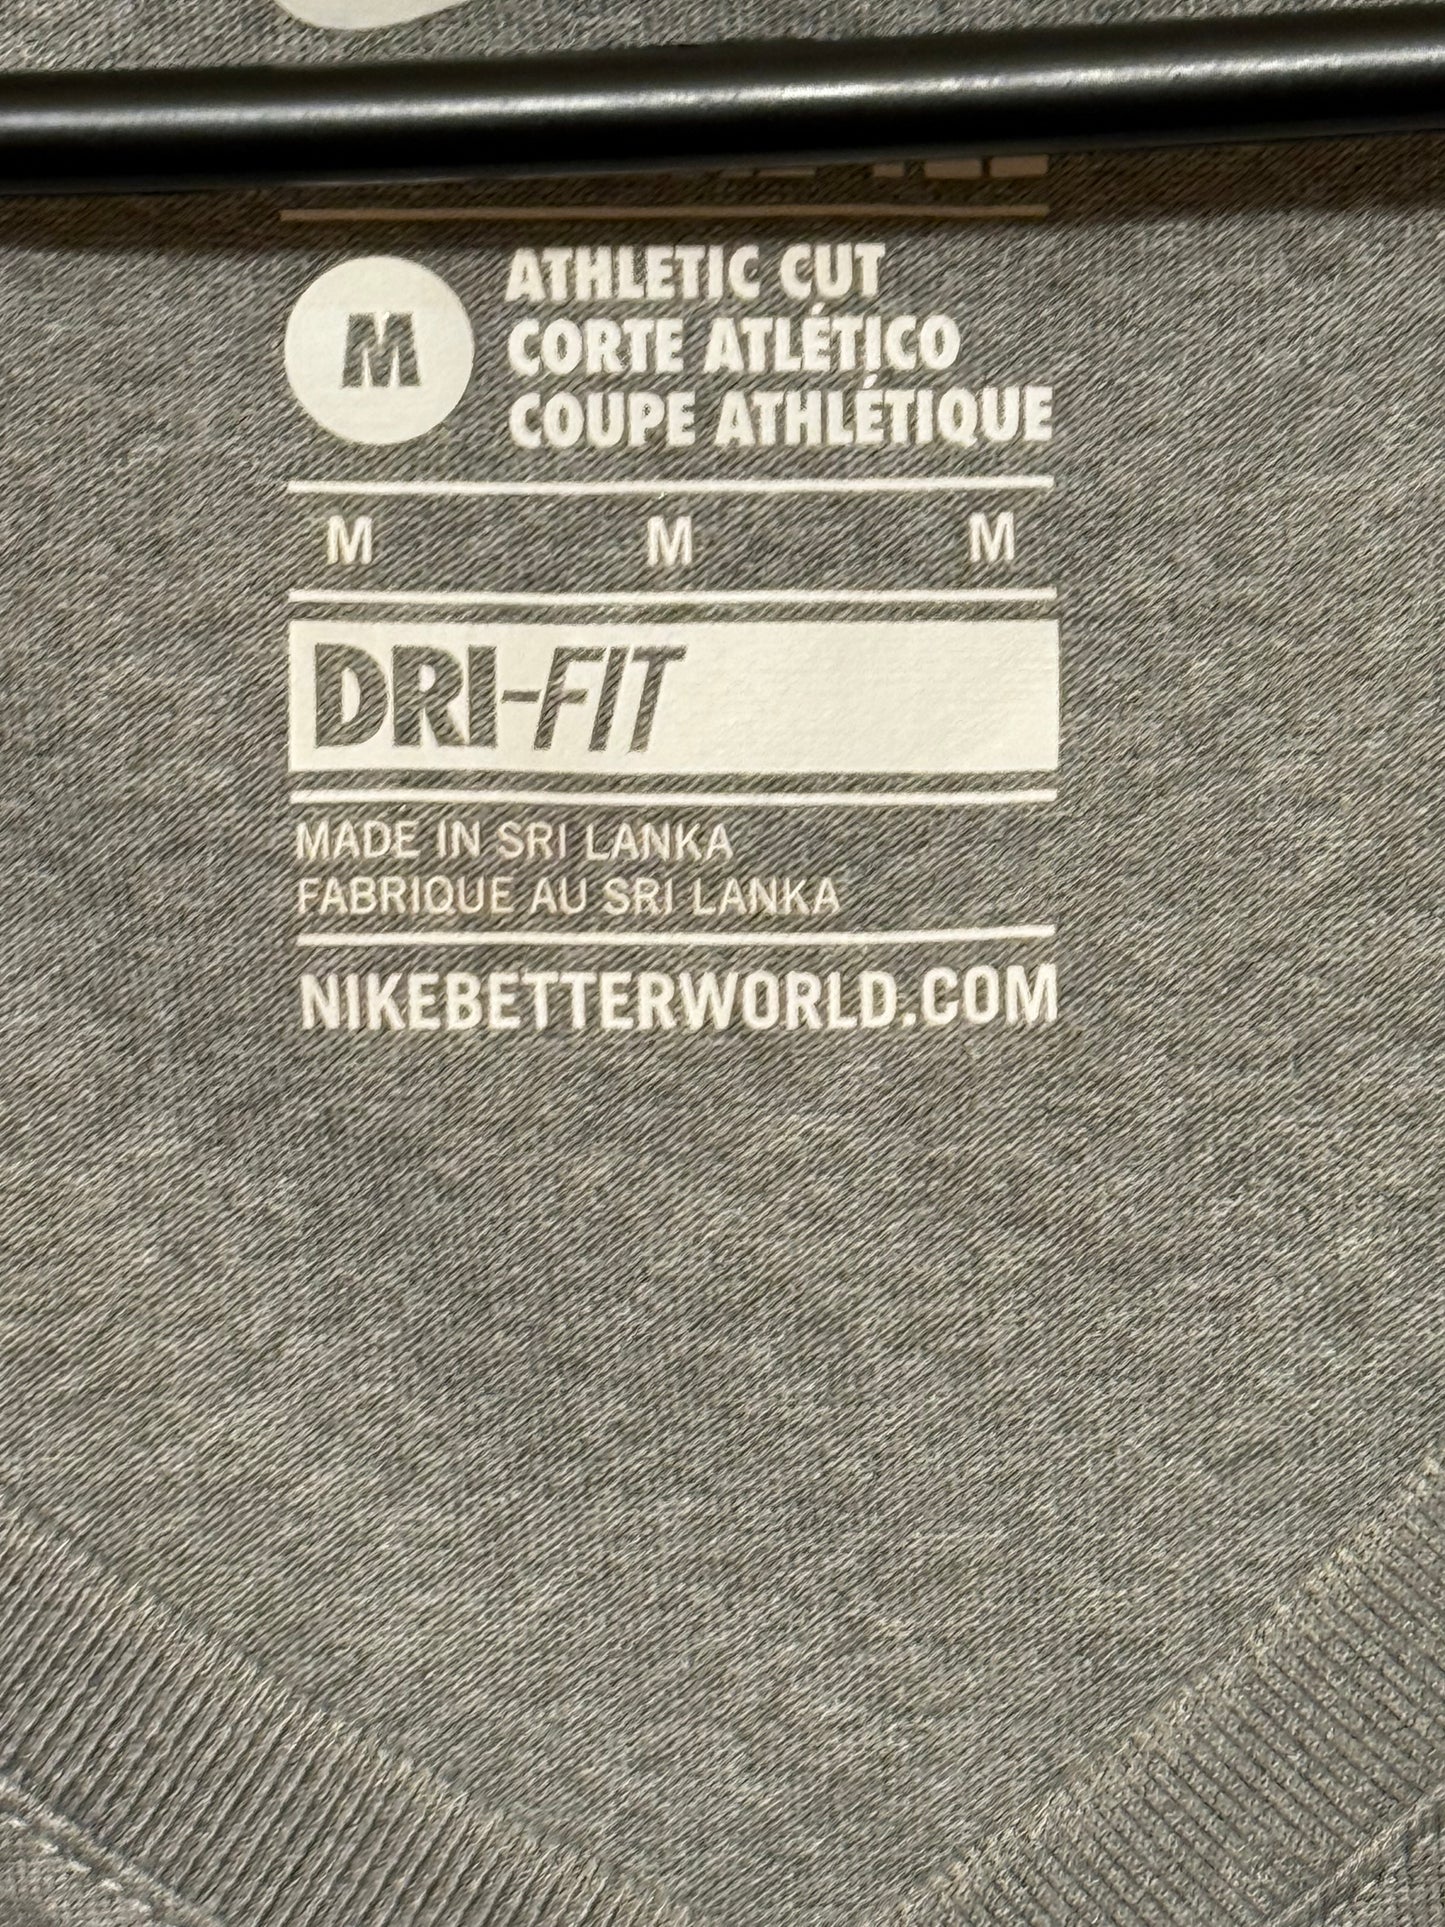 M
ATHLETIC CUT
CORTE ATLÉTICO
COUPE ATHLÉTIQUE
M M M
DRI-FIT
MADE IN SRI LANKA
FABRIQUE AU SRI LANKA
NIKEBETTERWORLD.COM